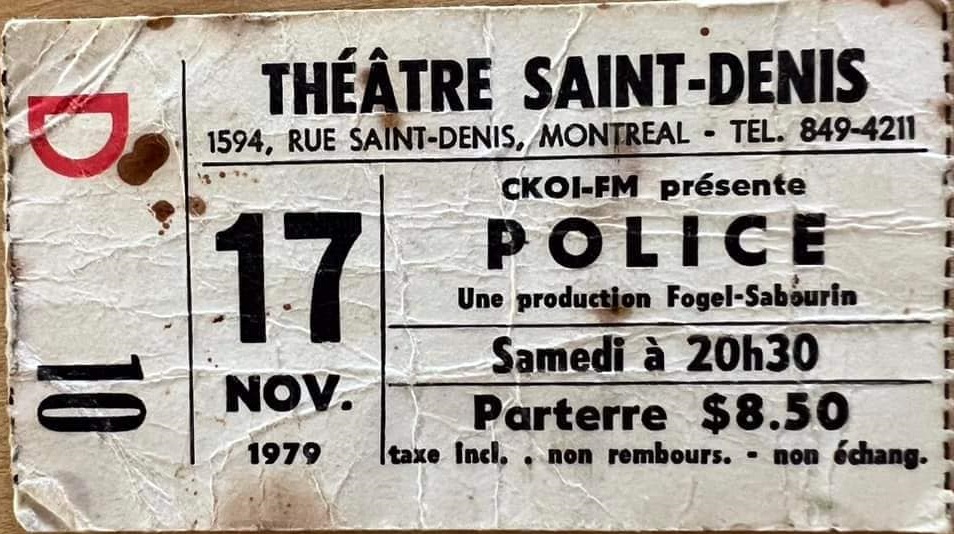 D
10
THÉÂTRE SAINT-DENIS
1594, RUE SAINT-DENIS, MONTREAL - TEL. 849-4211
17
NOV.
1979
CKOI-FM présente
POLICE
Une production Fogel-Sabourin
Samedi à 20h30
Parterre $8.50
taxe incl. . non rembours. - non échang.